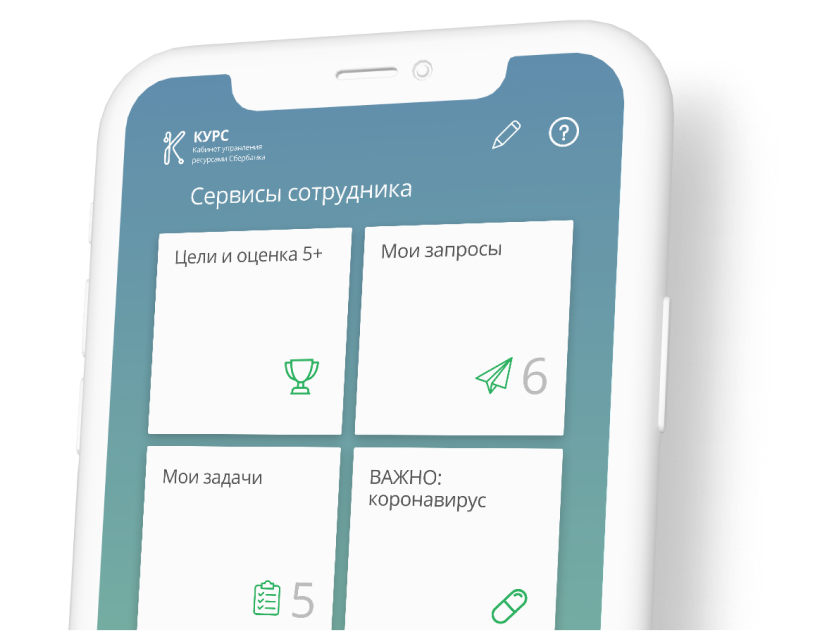 КУРС
Кабинет управления
ресурсами Сбербанка
?
Сервисы сотрудника
Цели и оценка 5+
Мои запросы
6
Мои задачи
ВАЖНО:
коронавирус
5